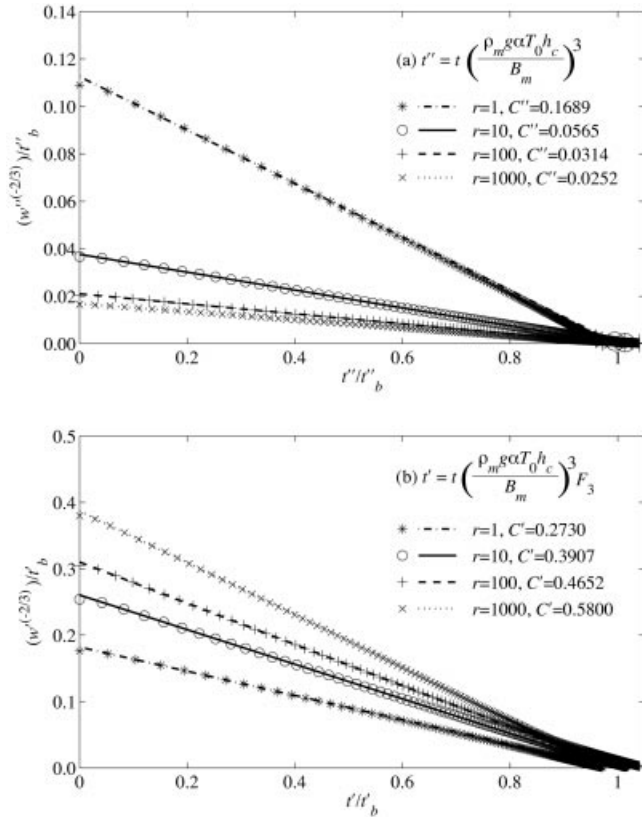 0.14
0.12
0.10
0.08
0.06
0.04
0.02
0.00
(w''^(-2/3))/t''_b
(a) t'' = t (ρ_m gαT_0 h_c / B_m)^3
r=1, C''=0.1689
r=10, C''=0.0565
r=100, C''=0.0314
r=1000, C''=0.0252
0 0.2 0.4 0.6 0.8 1
t''/t''_b
0.5
0.4
0.3
0.2
0.1
0.0
(w'^(-2/3))/t'_b
(b) t' = t (ρ_m gαT_0 h_c / B_m)^3 F_3
r=1, C'=0.2730
r=10, C'=0.3907
r=100, C'=0.4652
r=1000, C'=0.5800
0 0.2 0.4 0.6 0.8 1
t'/t'_b